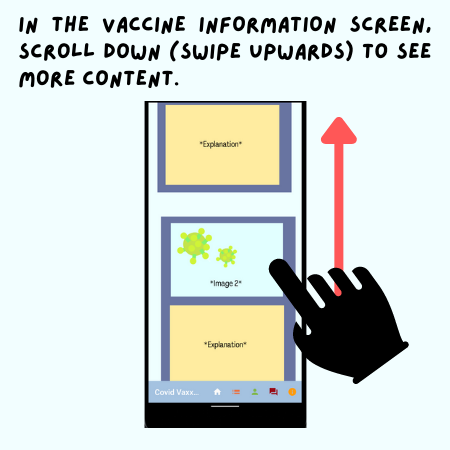 IN THE VACCINE INFORMATION SCREEN,
SCROLL DOWN (SWIPE UPWARDS) TO SEE
MORE CONTENT.
*Explanation*
*Image 2*
*Explanation*
Covid Vaxx...